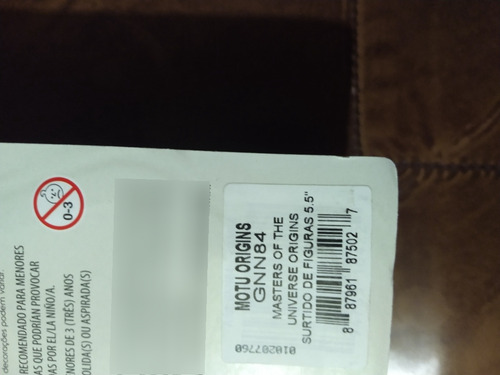 decorações podem variar.
0-3
RECOMENDADO PARA MENORES
AS QUE PODRÍAN PROVOCAR
AS POR EL/LA NIÑO/A.
NORES DE 3 (TRÊS) ANOS
OLIDA(S) OU ASPIRADA(S)
MOTU ORIGINS
GNN84
MASTERS OF THE
UNIVERSE ORIGINS
SURTIDO DE FIGURAS 5.5"
8 87961 87502 7
010207760